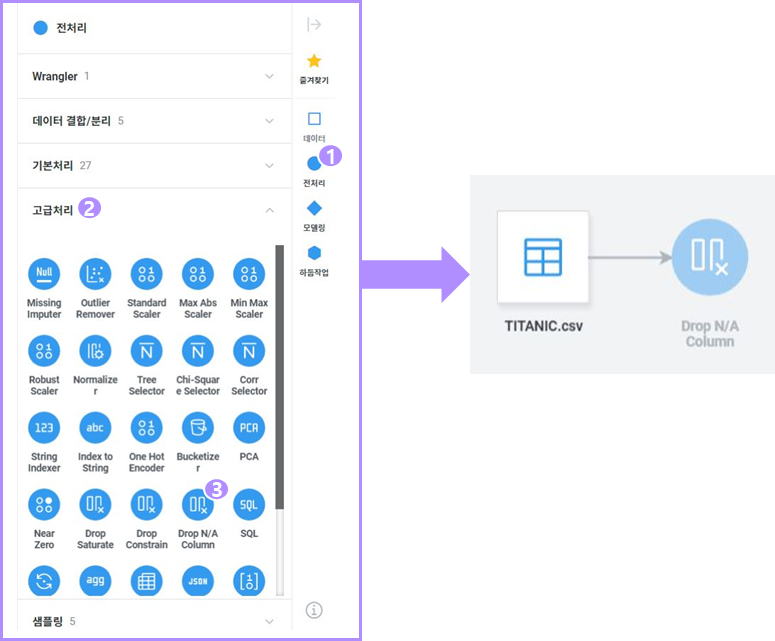 전처리
Wrangler 1
데이터 결합/분리 5
기본처리 27
고급처리 2
Null
Missing
Imputer
Outlier
Remover
Standard
Scaler
Max Abs
Scaler
Min Max
Scaler
Robust
Scaler
Normalize
r
N
Tree
Selector
N
Chi-Squar
e Selector
N
Corr
Selector
123
String
Indexer
abc
Index to
String
One Hot
Encoder
Bucketize
r
PCA
PCA
Near
Zero
Drop
Saturate
Drop
Constrain
3
Drop N/A
Column
SQL
SQL
agg
JSON
샘플링 5
즐겨찾기
데이터
1
전처리
모델링
하둡작업
TITANIC.csv
Drop N/A
Column